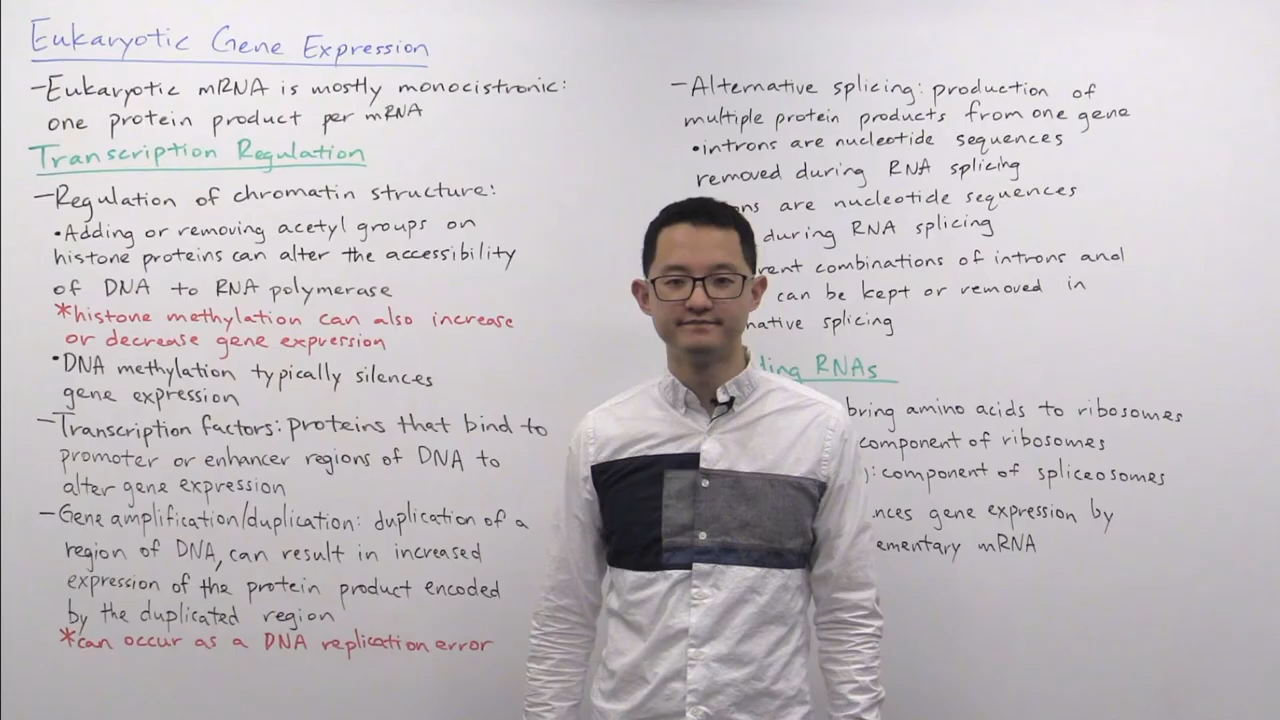 Eukaryotic Gene Expression
-Eukaryotic mRNA is mostly monocistronic:
one protein product per mRNA
Transcription Regulation
-Regulation of chromatin structure:
•Adding or removing acetyl groups on
histone proteins can alter the accessibility
of DNA to RNA polymerase
*histone methylation can also increase
or decrease gene expression
•DNA methylation typically silences
gene expression
-Transcription factors: proteins that bind to
promoter or enhancer regions of DNA to
alter gene expression
-Gene amplification/duplication: duplication of a
region of DNA, can result in increased
expression of the protein product encoded
by the duplicated region
*can occur as a DNA replication error
-Alternative splicing: production of
multiple protein products from one gene
•introns are nucleotide sequences
removed during RNA splicing
are nucleotide sequences
during RNA splicing
combinations of introns and
can be kept or removed in
splicing
RNAs
bring amino acids to ribosomes
component of ribosomes
): component of spliceosomes
gene expression by
mRNA